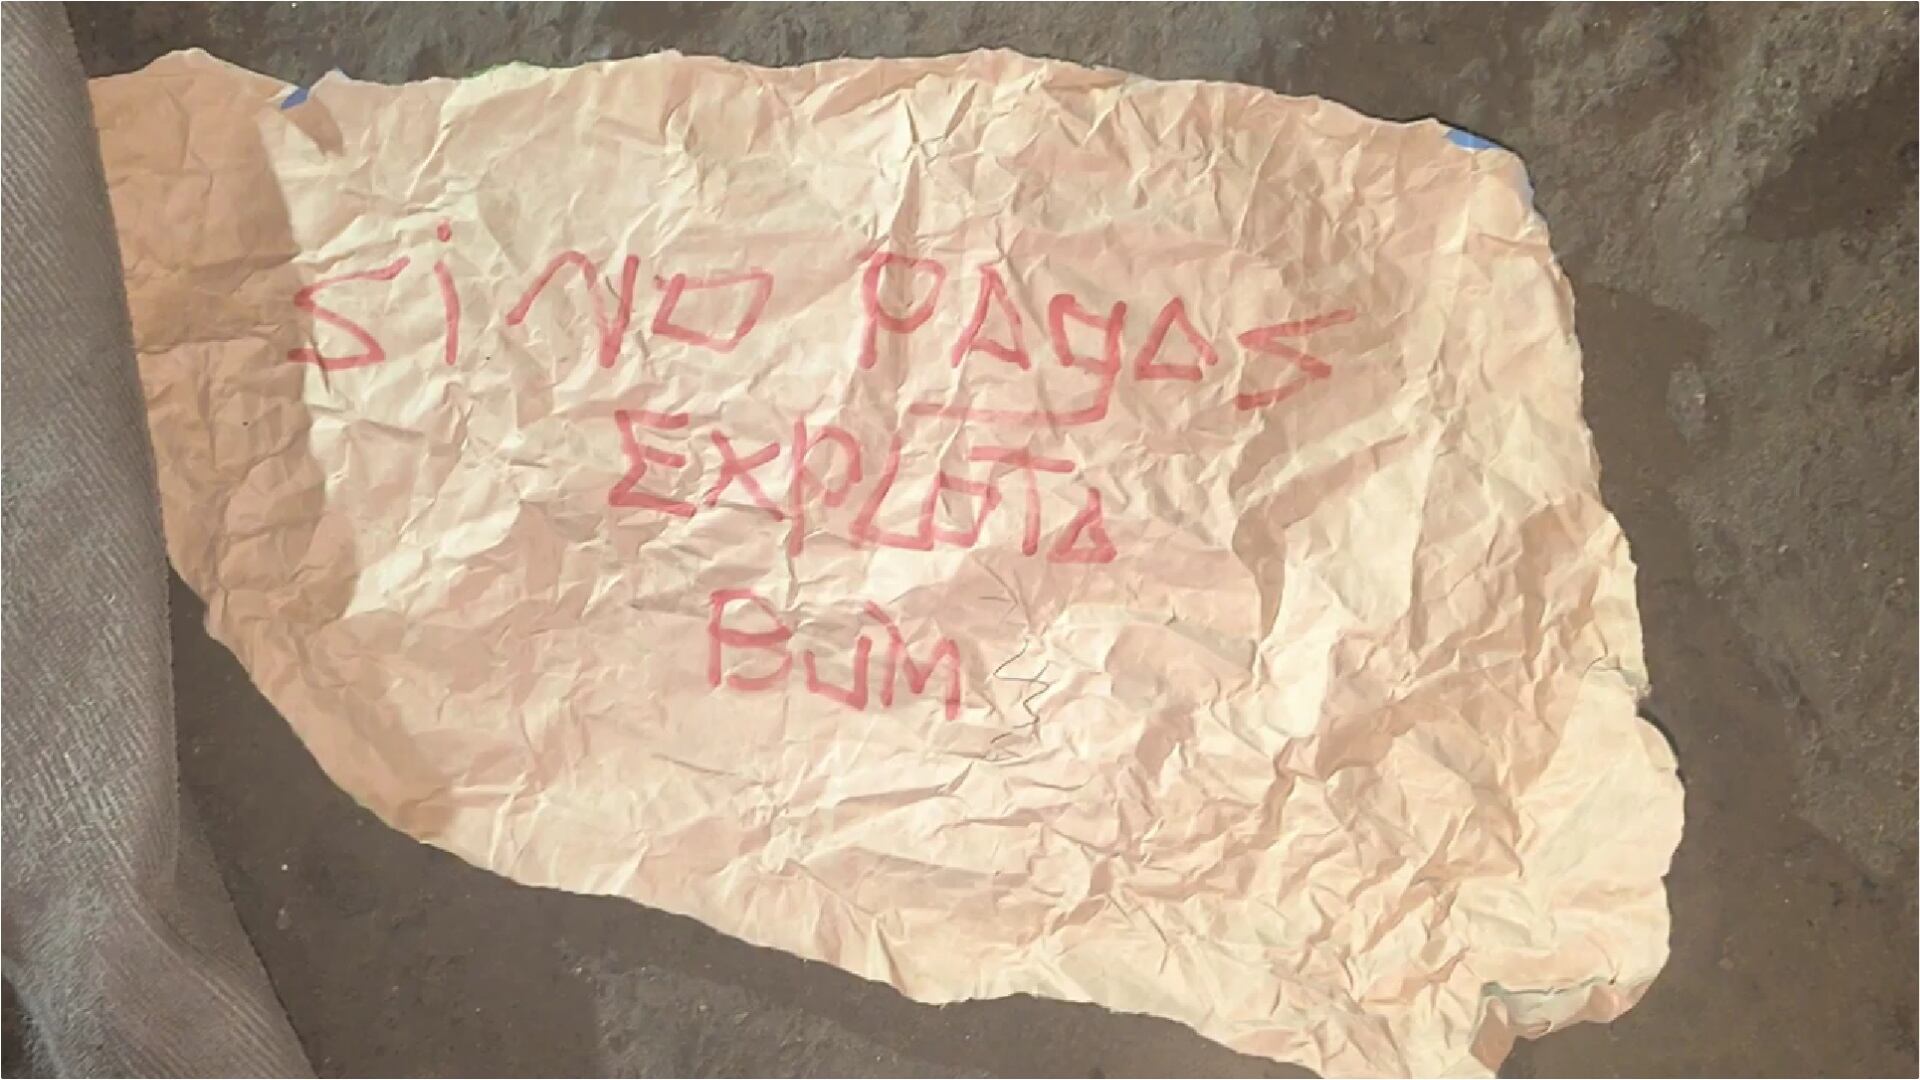 Si NO PAgAS
EXPLOTA
BUM